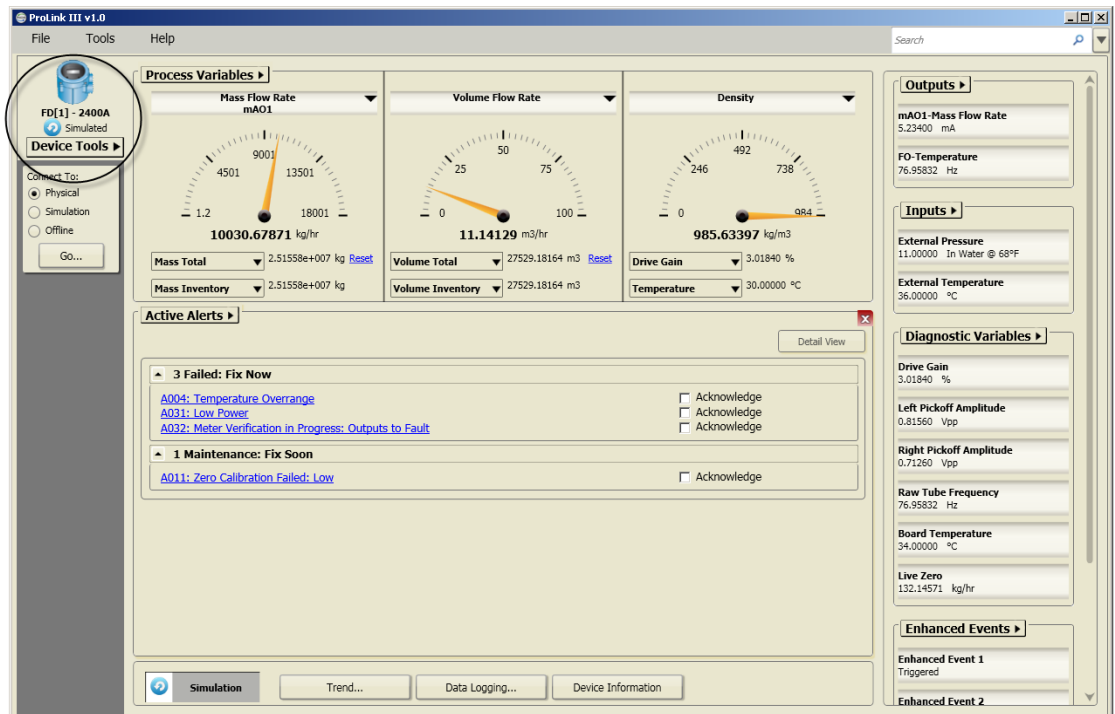 ProLink III v1.0
File Tools Help
Search
FD[1] - 2400A
Simulated
Device Tools
Connect To:
Physical
Simulation
Offline
Go...
Process Variables
Mass Flow Rate
mAO1
9001
4501 13501
-1.2 18001
10030.67871 kg/hr
Mass Total 2.51558e+007 kg Reset
Mass Inventory 2.51558e+007 kg
Volume Flow Rate
50
25 75
0 100
11.14129 m3/hr
Volume Total 27529.18164 m3 Reset
Volume Inventory 27529.18164 m3
Density
492
246 738
0 984
985.63397 kg/m3
Drive Gain 3.01840 %
Temperature 30.00000 °C
Active Alerts
Detail View
3 Failed: Fix Now
A004: Temperature Overrange Acknowledge
A031: Low Power Acknowledge
A032: Meter Verification in Progress: Outputs to Fault Acknowledge
1 Maintenance: Fix Soon
A011: Zero Calibration Failed: Low Acknowledge
Simulation Trend... Data Logging... Device Information
Outputs
mAO1-Mass Flow Rate
5.23400 mA
FO-Temperature
76.95832 Hz
Inputs
External Pressure
11.00000 In Water @ 68°F
External Temperature
36.00000 °C
Diagnostic Variables
Drive Gain
3.01840 %
Left Pickoff Amplitude
0.81560 Vpp
Right Pickoff Amplitude
0.71260 Vpp
Raw Tube Frequency
76.95832 Hz
Board Temperature
34.00000 °C
Live Zero
132.14571 kg/hr
Enhanced Events
Enhanced Event 1
Triggered
Enhanced Event 2